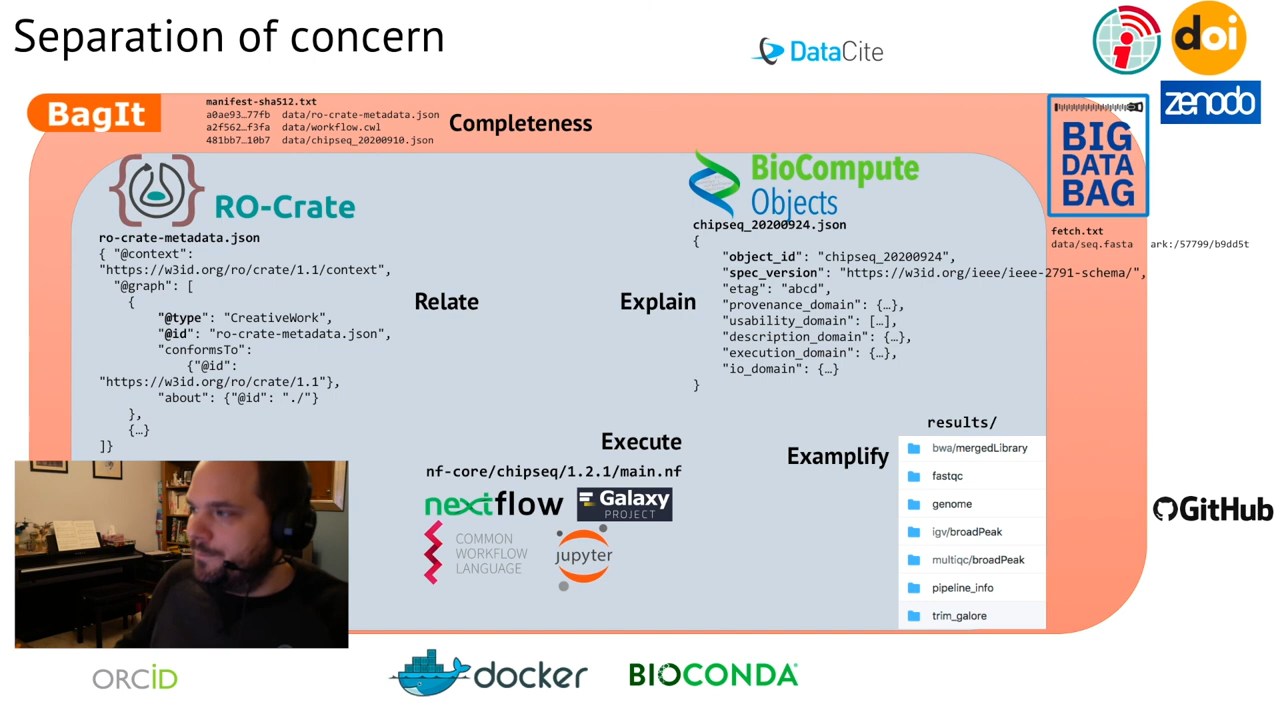 Separation of concern
DataCite
doi
zenodo
BagIt
manifest-sha512.txt
a0ae93…77fb data/ro-crate-metadata.json
a2f562…f3fa data/workflow.cwl
481bb7…10b7 data/chipseq_20200910.json
Completeness
BIG
DATA
BAG
fetch.txt
data/seq.fasta ark:/57799/b9dd5t
RO-Crate
ro-crate-metadata.json
{ "@context":
"https://w3id.org/ro/crate/1.1/context",
"@graph": [
{
"@type": "CreativeWork",
"@id": "ro-crate-metadata.json",
"conformsTo":
{"@id":
"https://w3id.org/ro/crate/1.1"},
"about": {"@id": "./"}
},
{…}
]}
Relate
Explain
BioCompute
Objects
chipseq_20200924.json
{
"object_id": "chipseq_20200924",
"spec_version": "https://w3id.org/ieee/ieee-2791-schema/",
"etag": "abcd",
"provenance_domain": {…},
"usability_domain": […],
"description_domain": {…},
"execution_domain": {…},
"io_domain": {…}
}
Execute
nf-core/chipseq/1.2.1/main.nf
nextflow
Galaxy
PROJECT
COMMON
WORKFLOW
LANGUAGE
jupyter
Examplify
results/
bwa/mergedLibrary
fastqc
genome
igv/broadPeak
multiqc/broadPeak
pipeline_info
trim_galore
GitHub
ORCID
docker
BIOCONDA